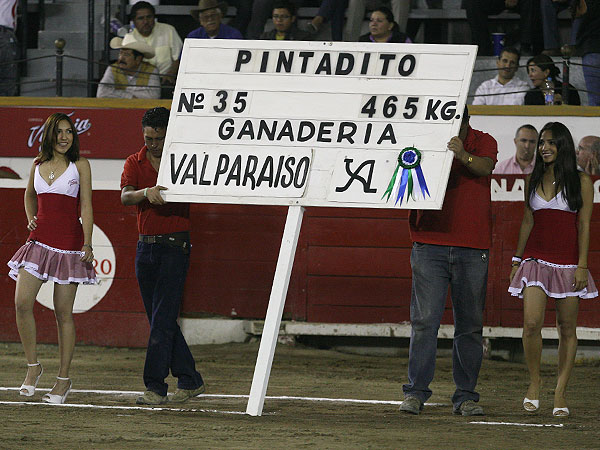 PINTADITO
Nº 35 465 KG.
GANADERIA
VALPARAISO